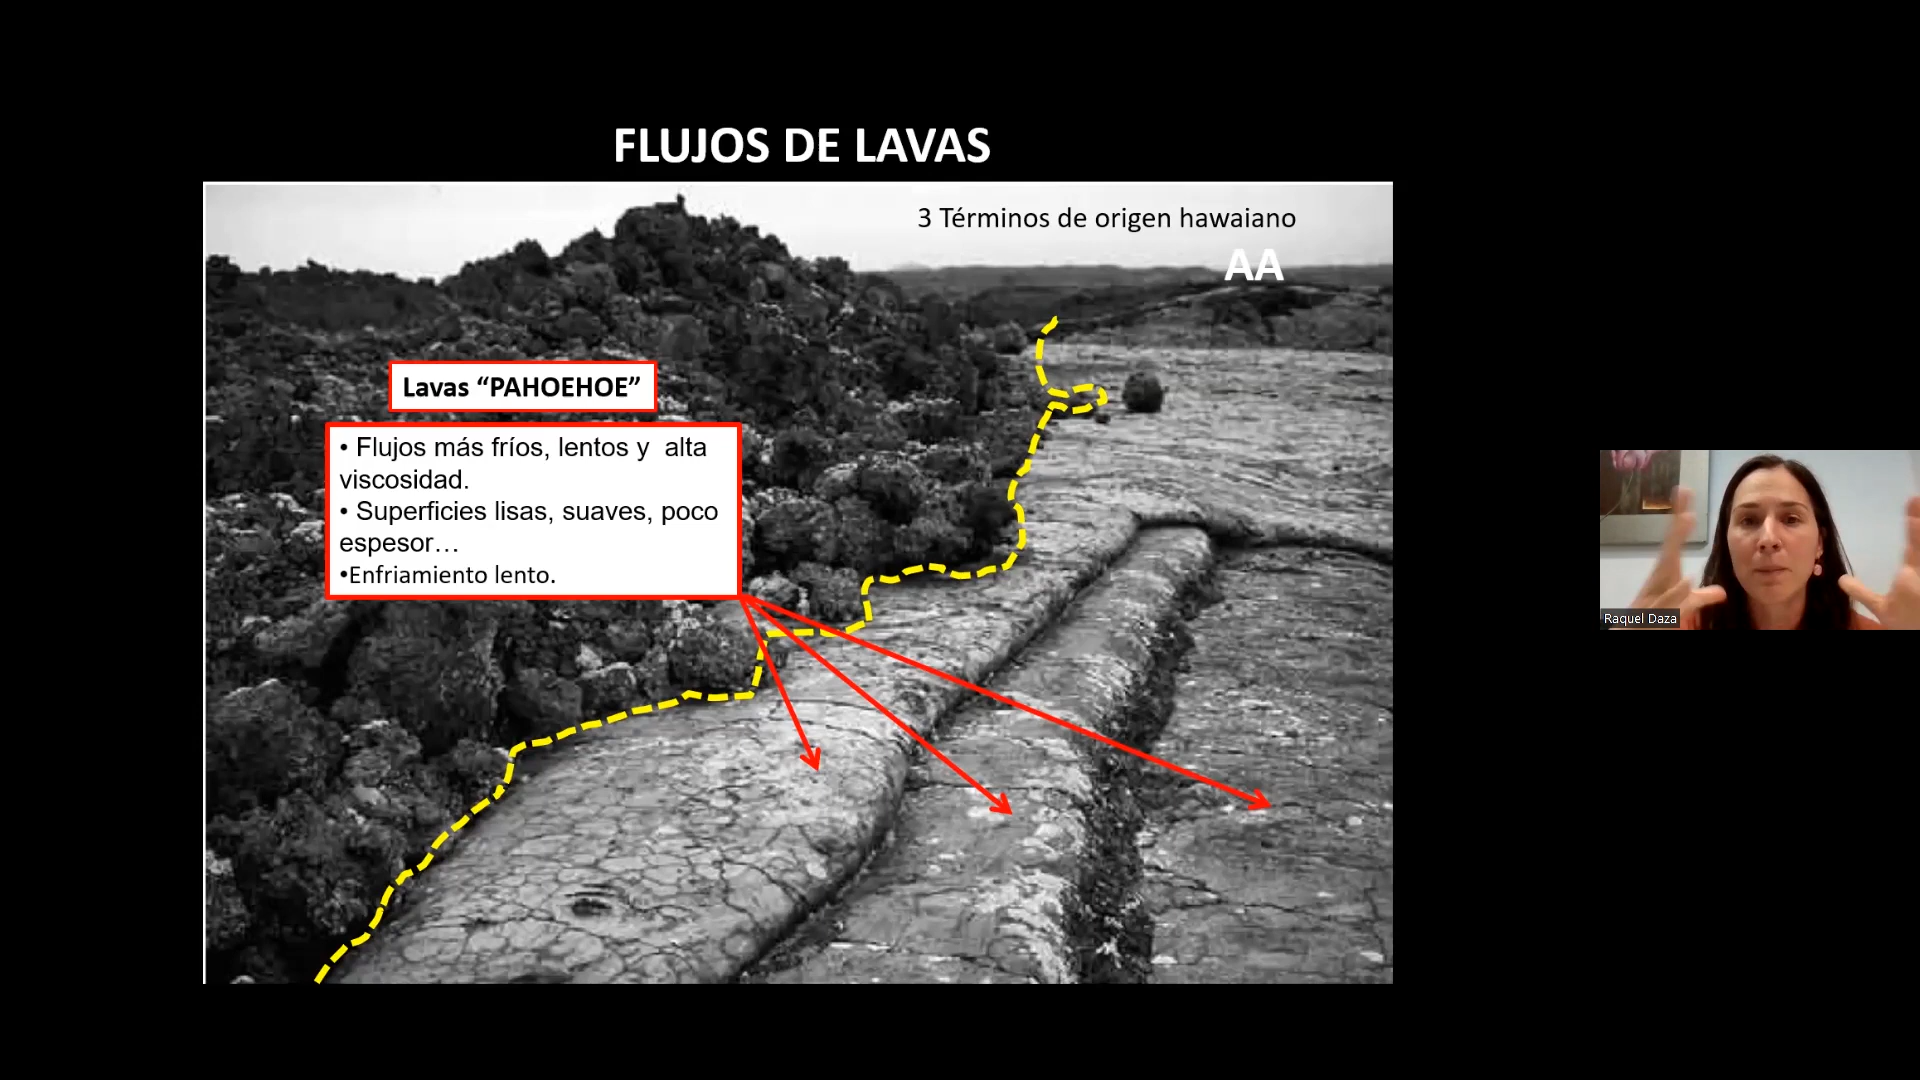 FLUJOS DE LAVAS
3 Términos de origen hawaiano
AA
Lavas “PAHOEHOE”
• Flujos más fríos, lentos y  alta
viscosidad.
• Superficies lisas, suaves, poco
espesor…
•Enfriamiento lento.
Raquel Daza